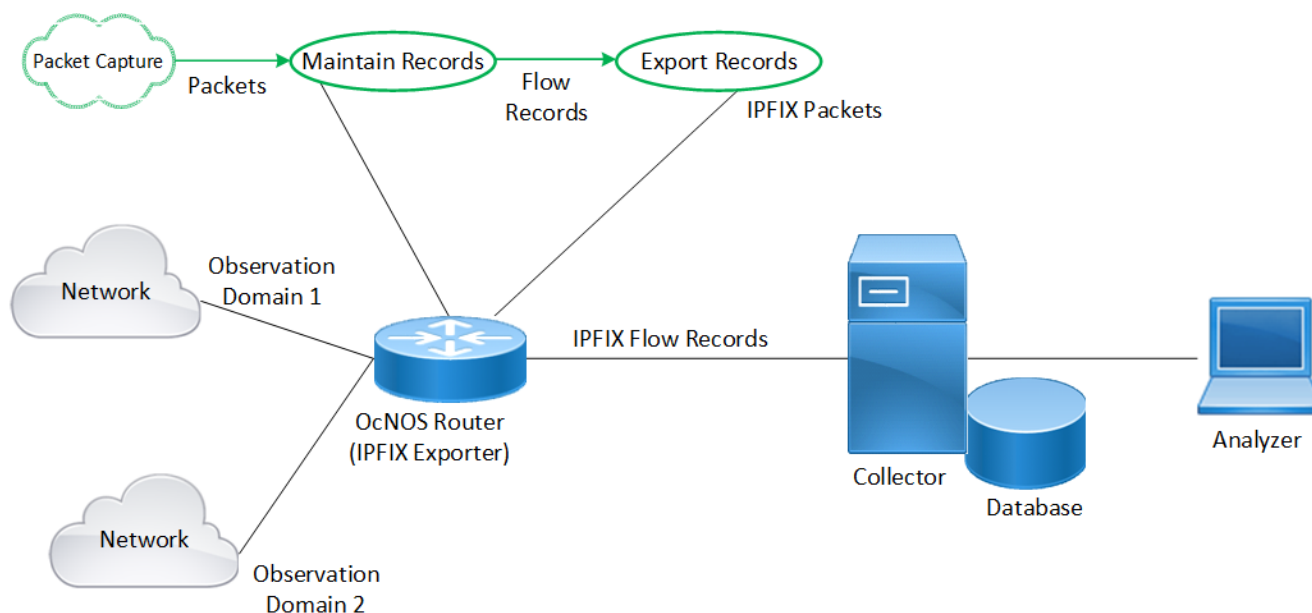 Packet Capture
Packets
Maintain Records
Flow
Records
Export Records
IPFIX Packets
Network
Observation
Domain 1
IPFIX Flow Records
OcNOS Router
(IPFIX Exporter)
Collector
Database
Analyzer
Network
Observation
Domain 2